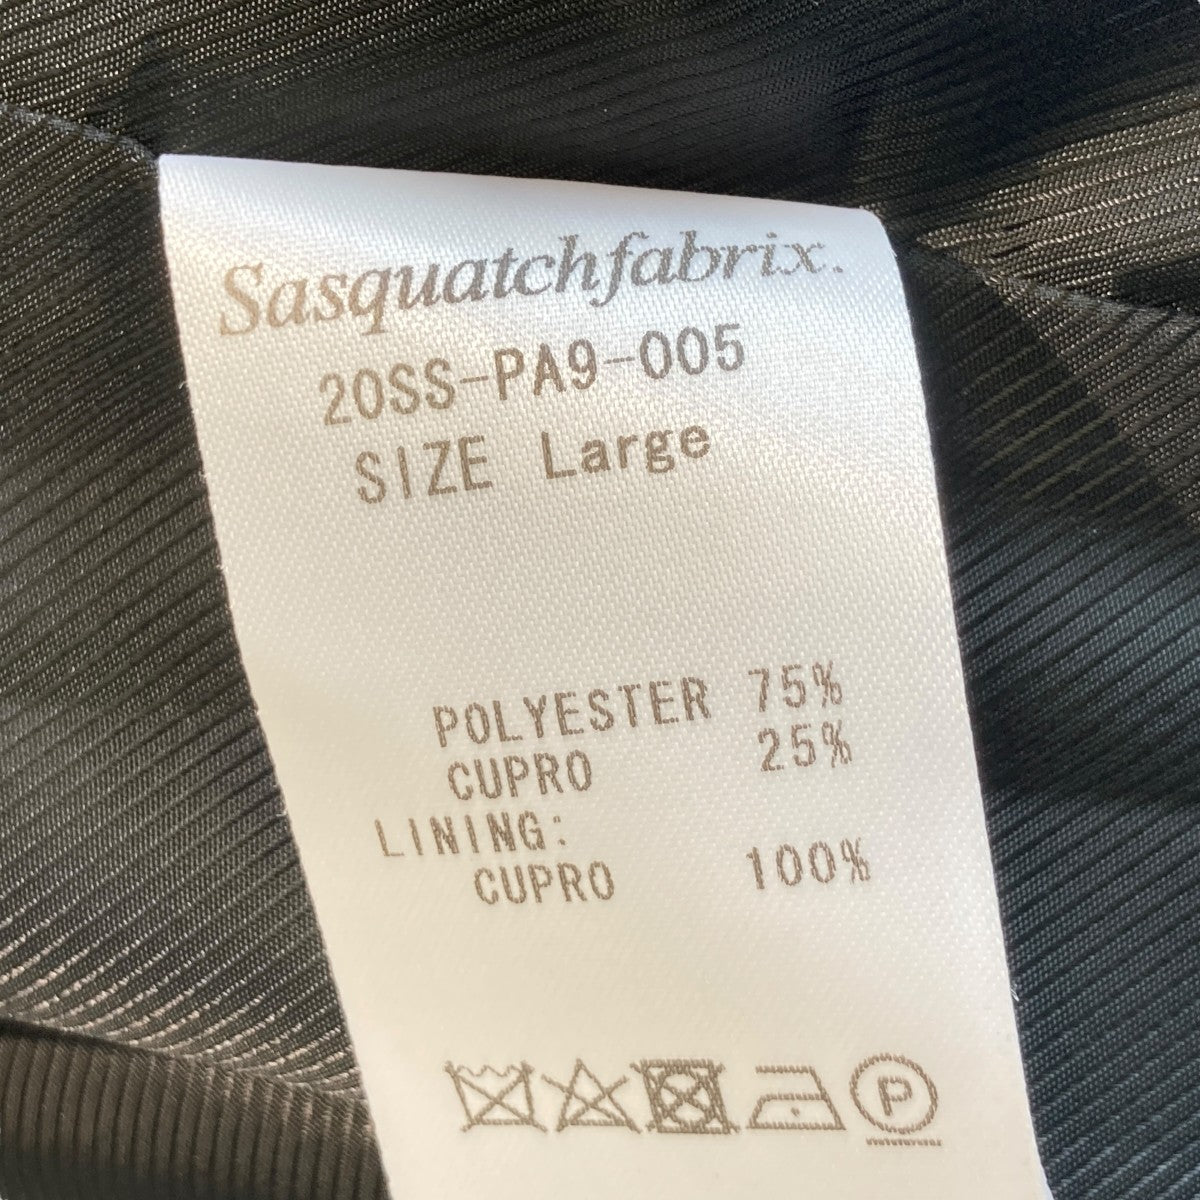 Sasquatchfabrix.
20SS-PA9-005
SIZE Large
POLYESTER 75%
CUPRO 25%
LINING:
CUPRO 100%
P